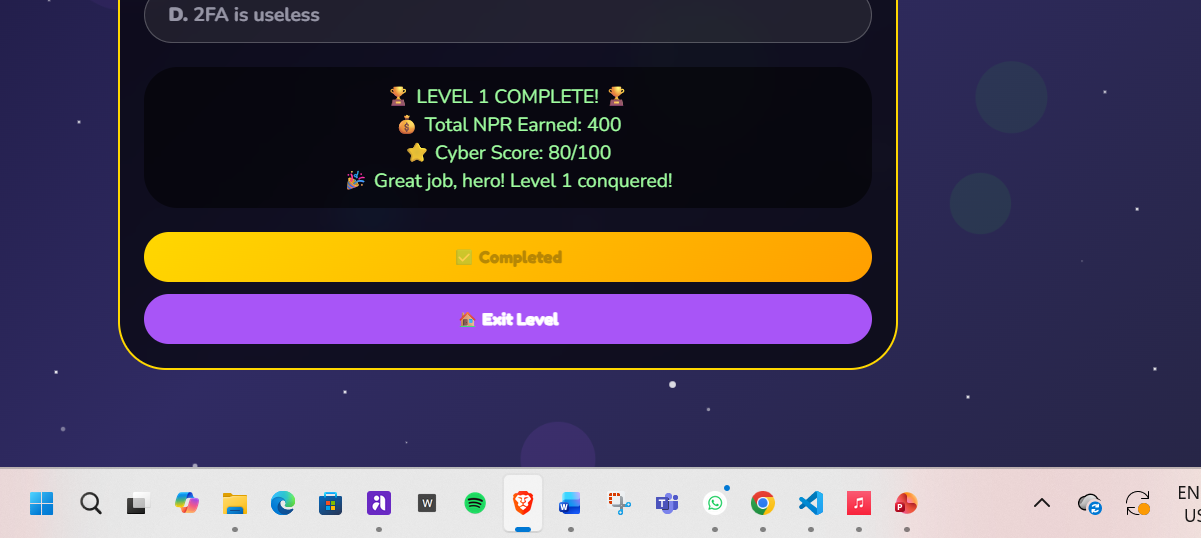 D. 2FA is useless
🏆 LEVEL 1 COMPLETE! 🏆
💰 Total NPR Earned: 400
⭐ Cyber Score: 80/100
🎉 Great job, hero! Level 1 conquered!
✅ Completed
🏠 Exit Level
EN
US